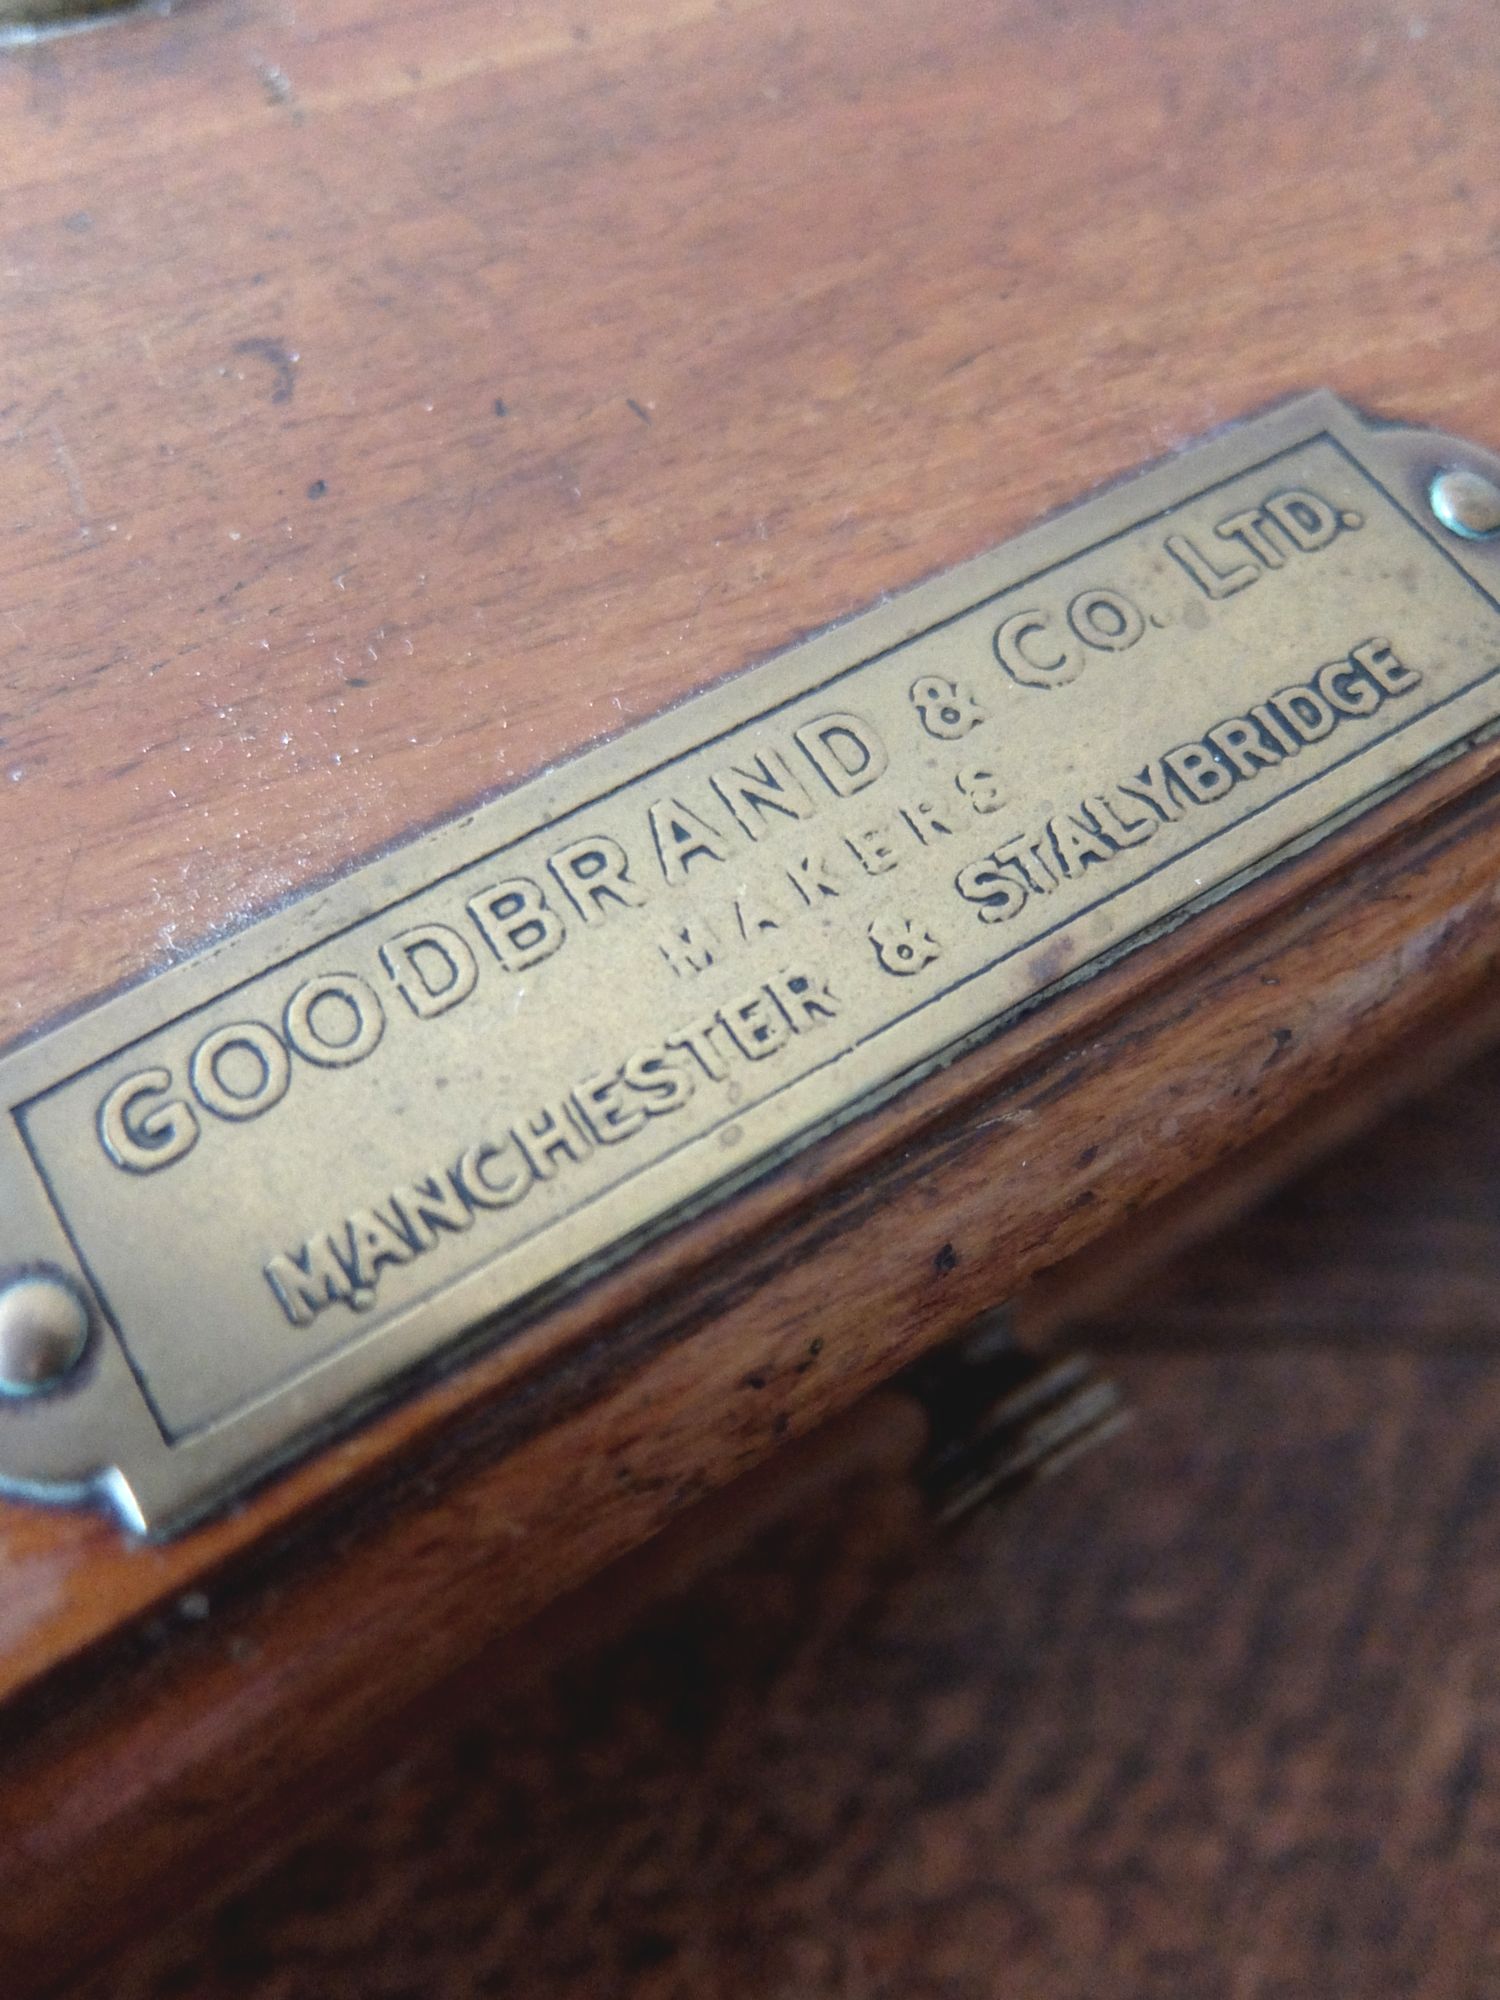 GOODBRAND & CO. LTD.
MAKERS
MANCHESTER & STALYBRIDGE